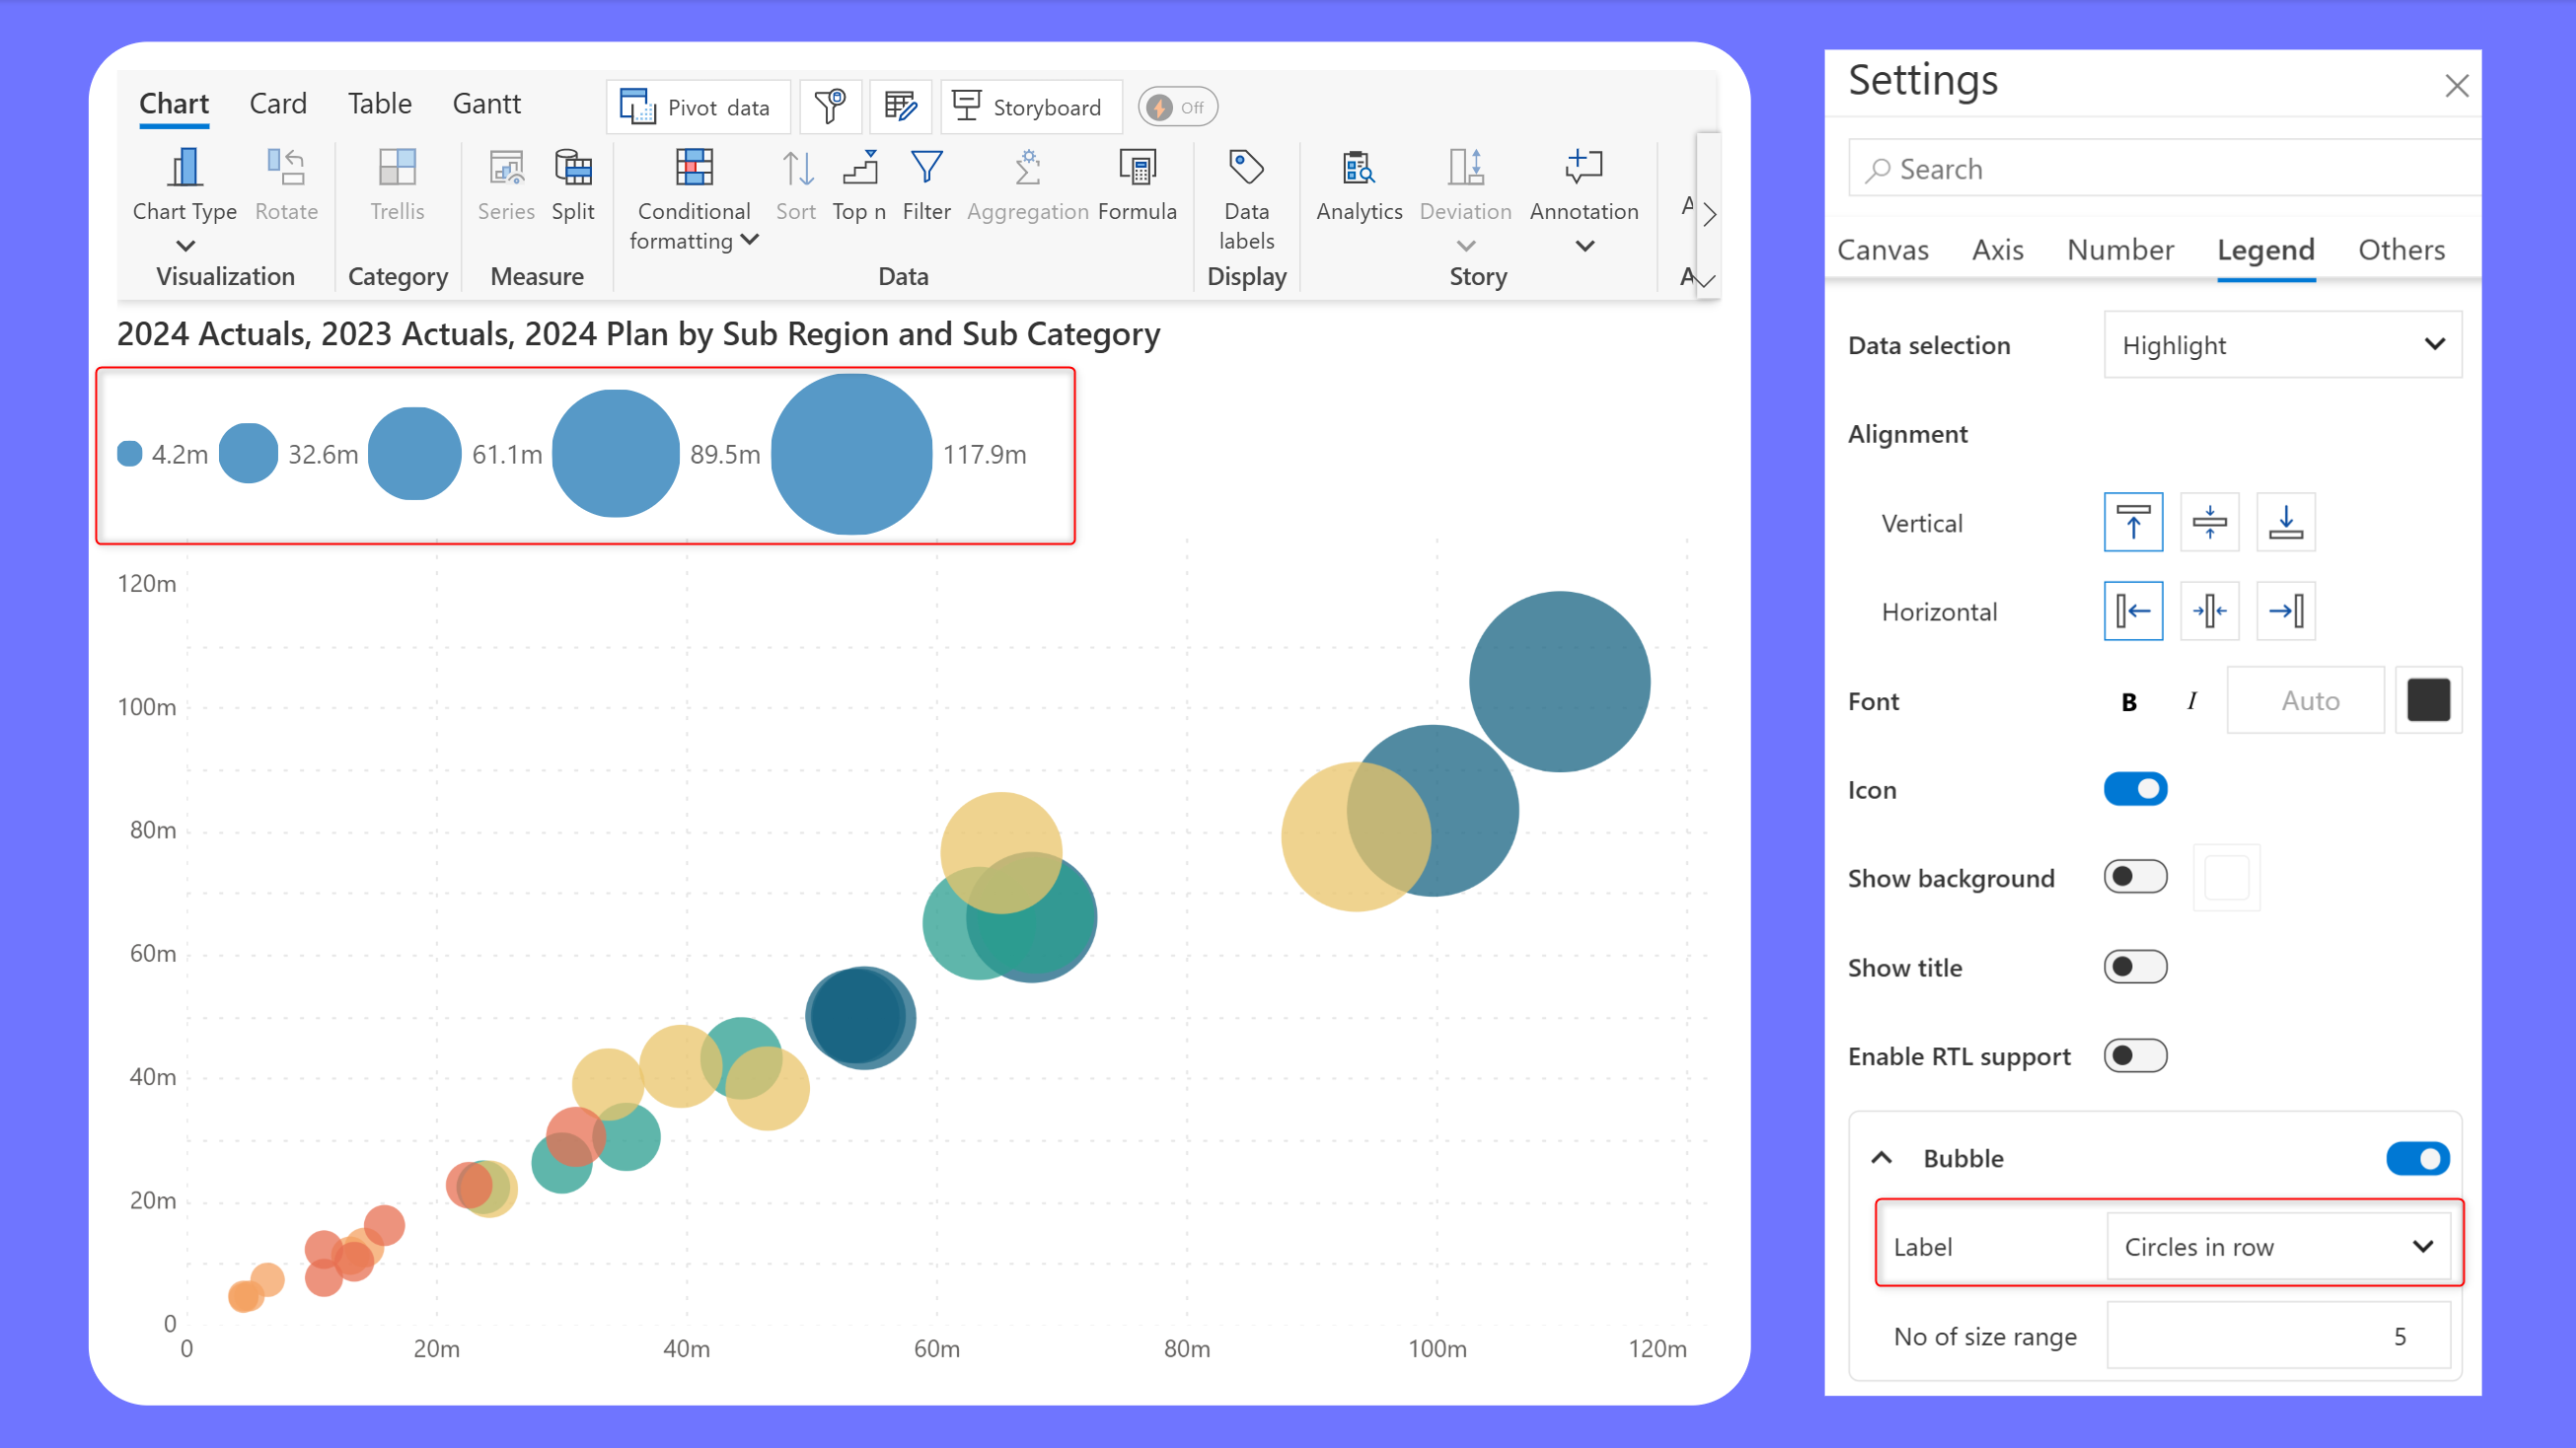 Chart Card Table Gantt Pivot data Storyboard Off
Chart Type Rotate Trellis Series Split Conditional formatting Sort Top n Filter Aggregation Formula Data labels Analytics Deviation Annotation A
Visualization Category Measure Data Display Story A
2024 Actuals, 2023 Actuals, 2024 Plan by Sub Region and Sub Category
4.2m 32.6m 61.1m 89.5m 117.9m
120m
100m
80m
60m
40m
20m
0
0 20m 40m 60m 80m 100m 120m
Settings
Search
Canvas Axis Number Legend Others
Data selection Highlight
Alignment
Vertical
Horizontal
Font B I Auto
Icon
Show background
Show title
Enable RTL support
Bubble
Label Circles in row
No of size range 5